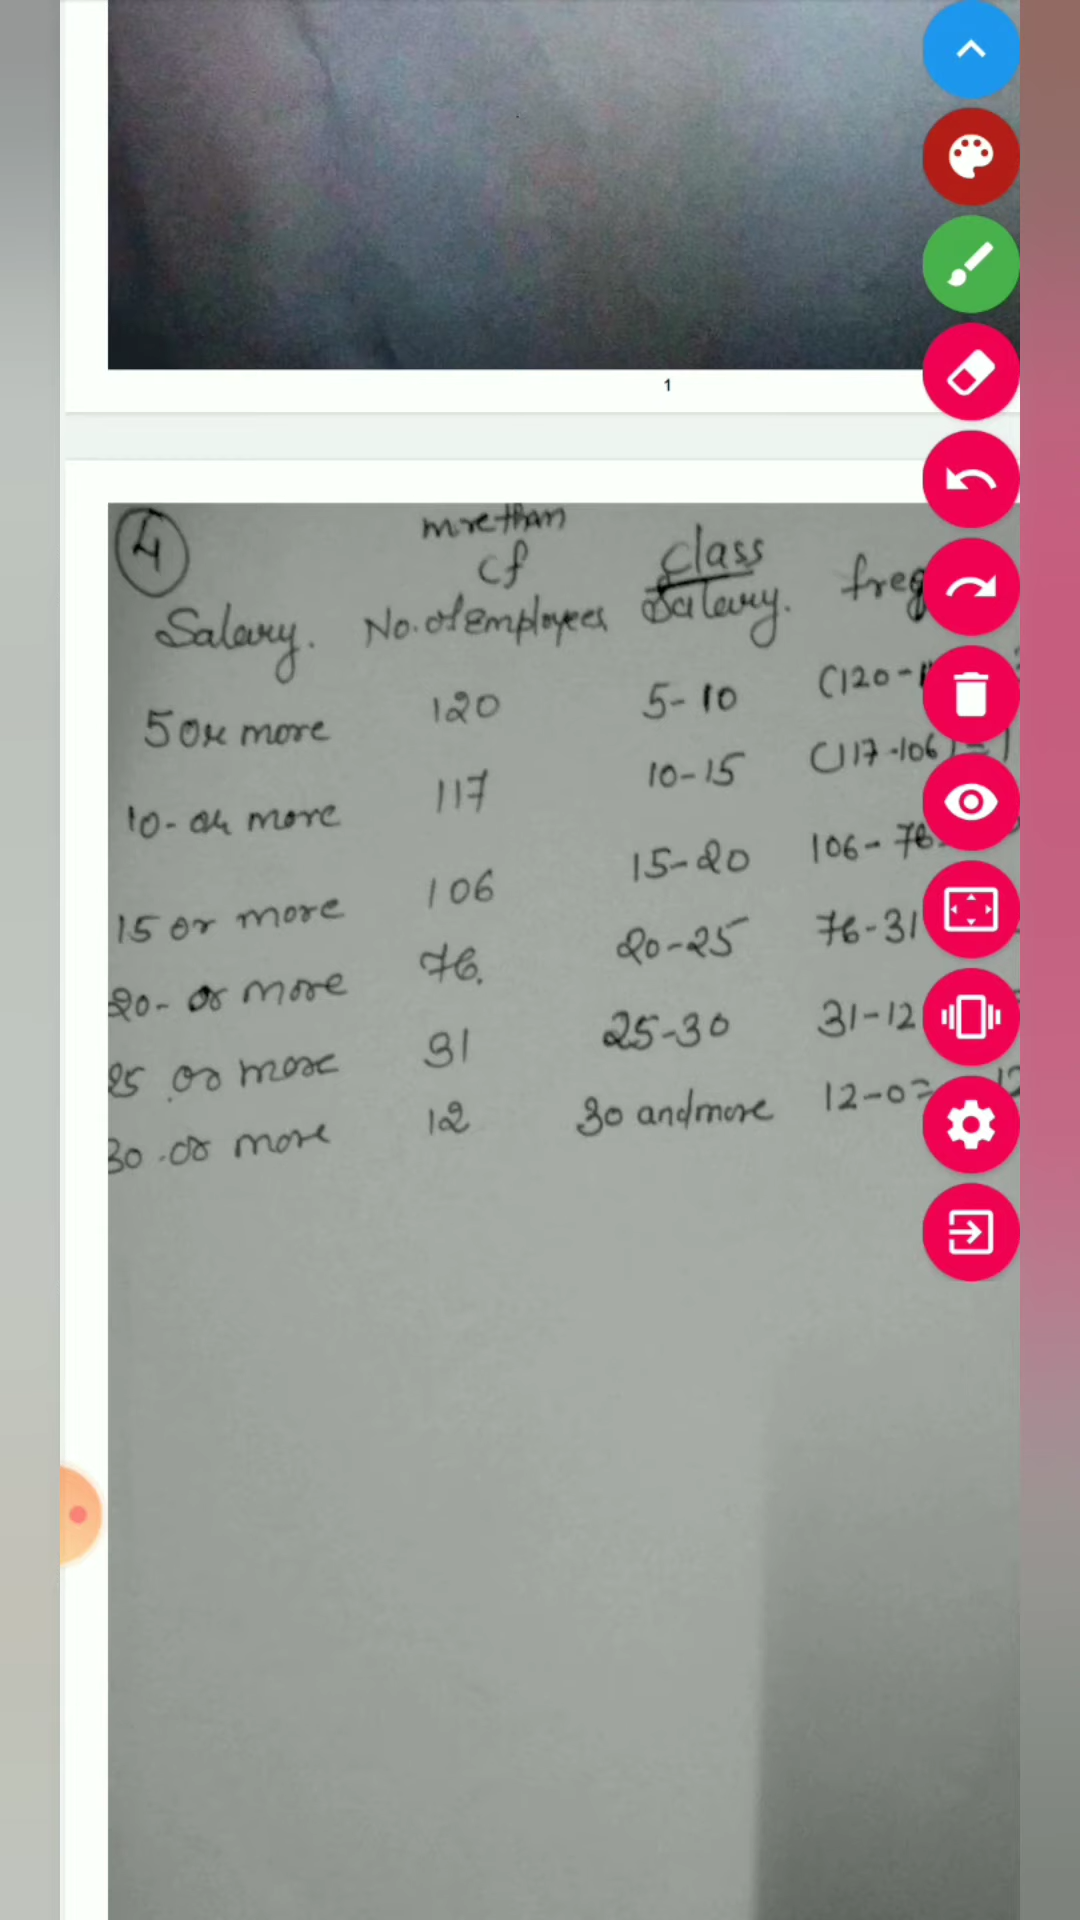 1
4
more than
cf
Salary. No. of Employees
class
Salary.
freq
5 or more 120 5-10 (120-
10- or more 117 10-15 (117-106)=1
15 or more 106 15-20 106-76
20- or more 76. 20-25 76-31
25 or more 31 25-30 31-12
30 or more 12 30 and more 12-0= 12